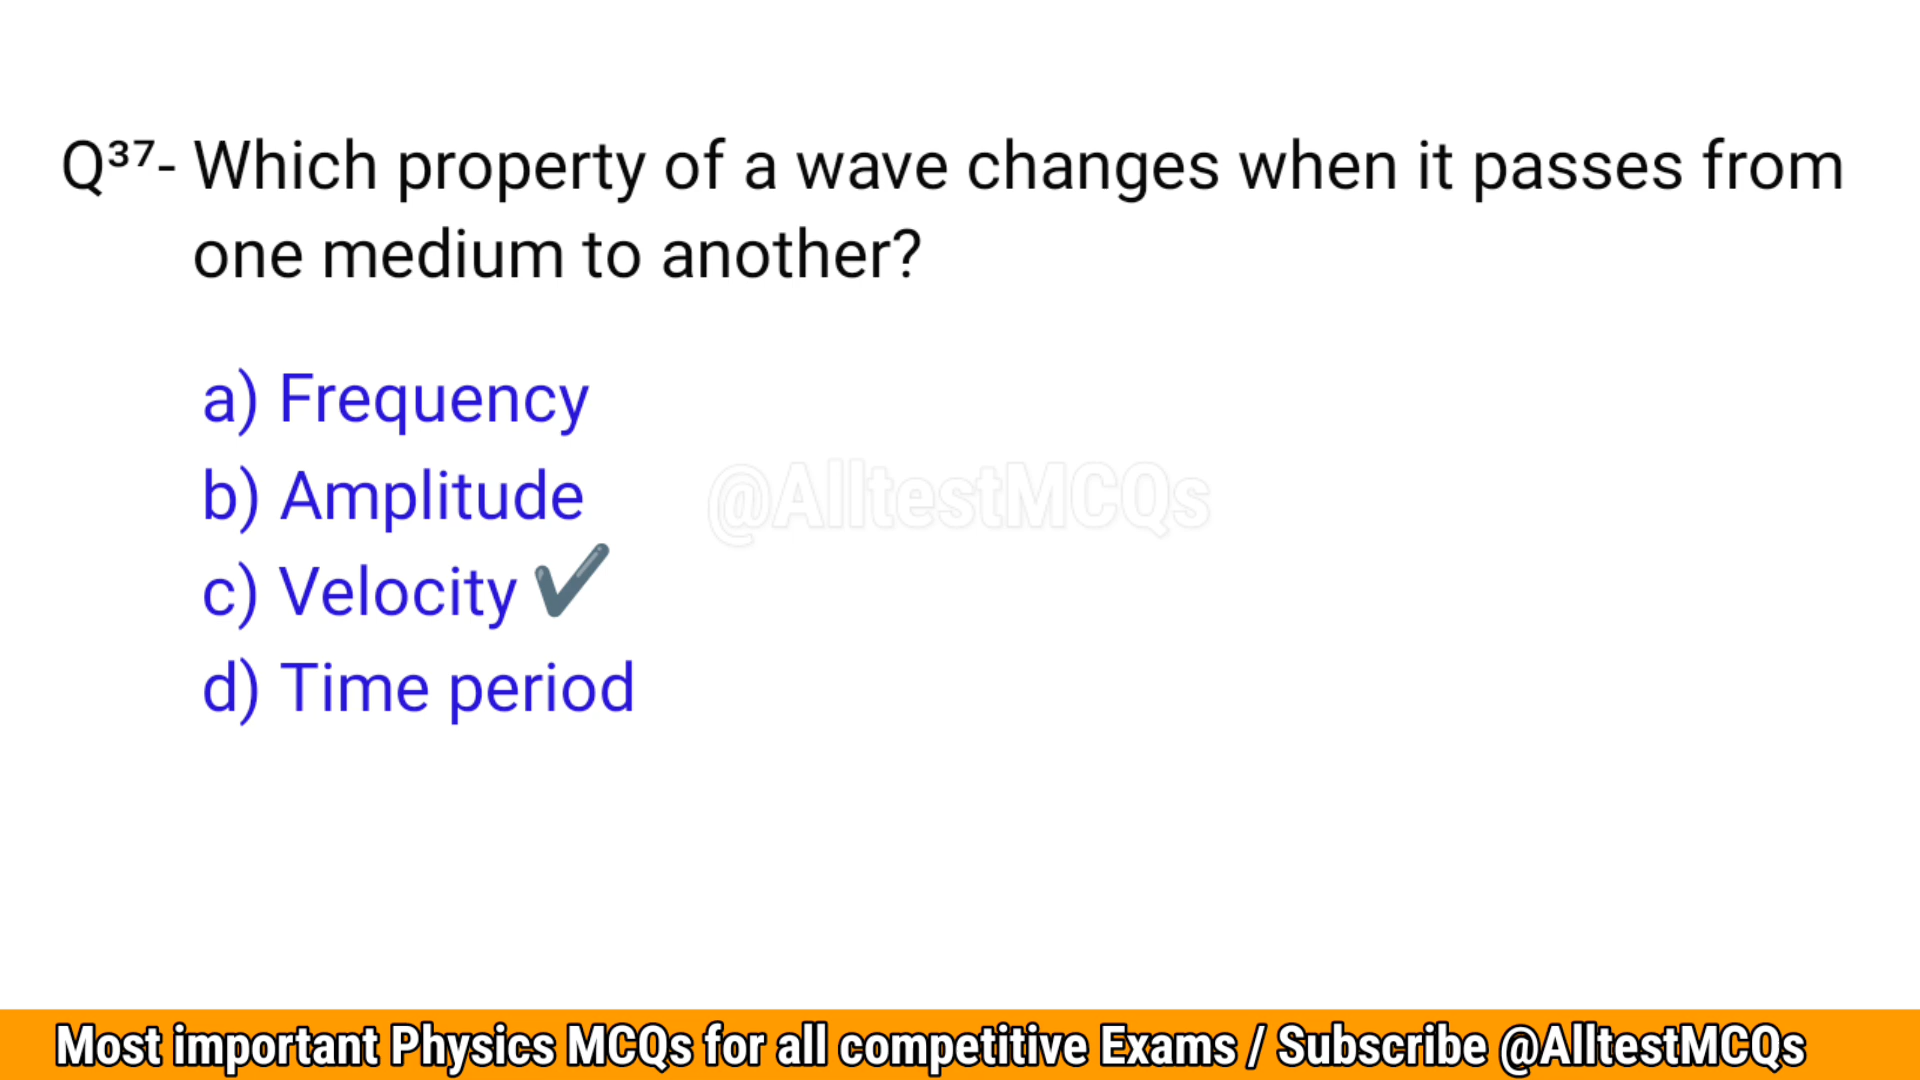 Q³⁷- Which property of a wave changes when it passes from
one medium to another?
a) Frequency
b) Amplitude
@AlltestMCQs
c) Velocity ✔
d) Time period
Most important Physics MCQs for all competitive Exams / Subscribe @AlltestMCQs